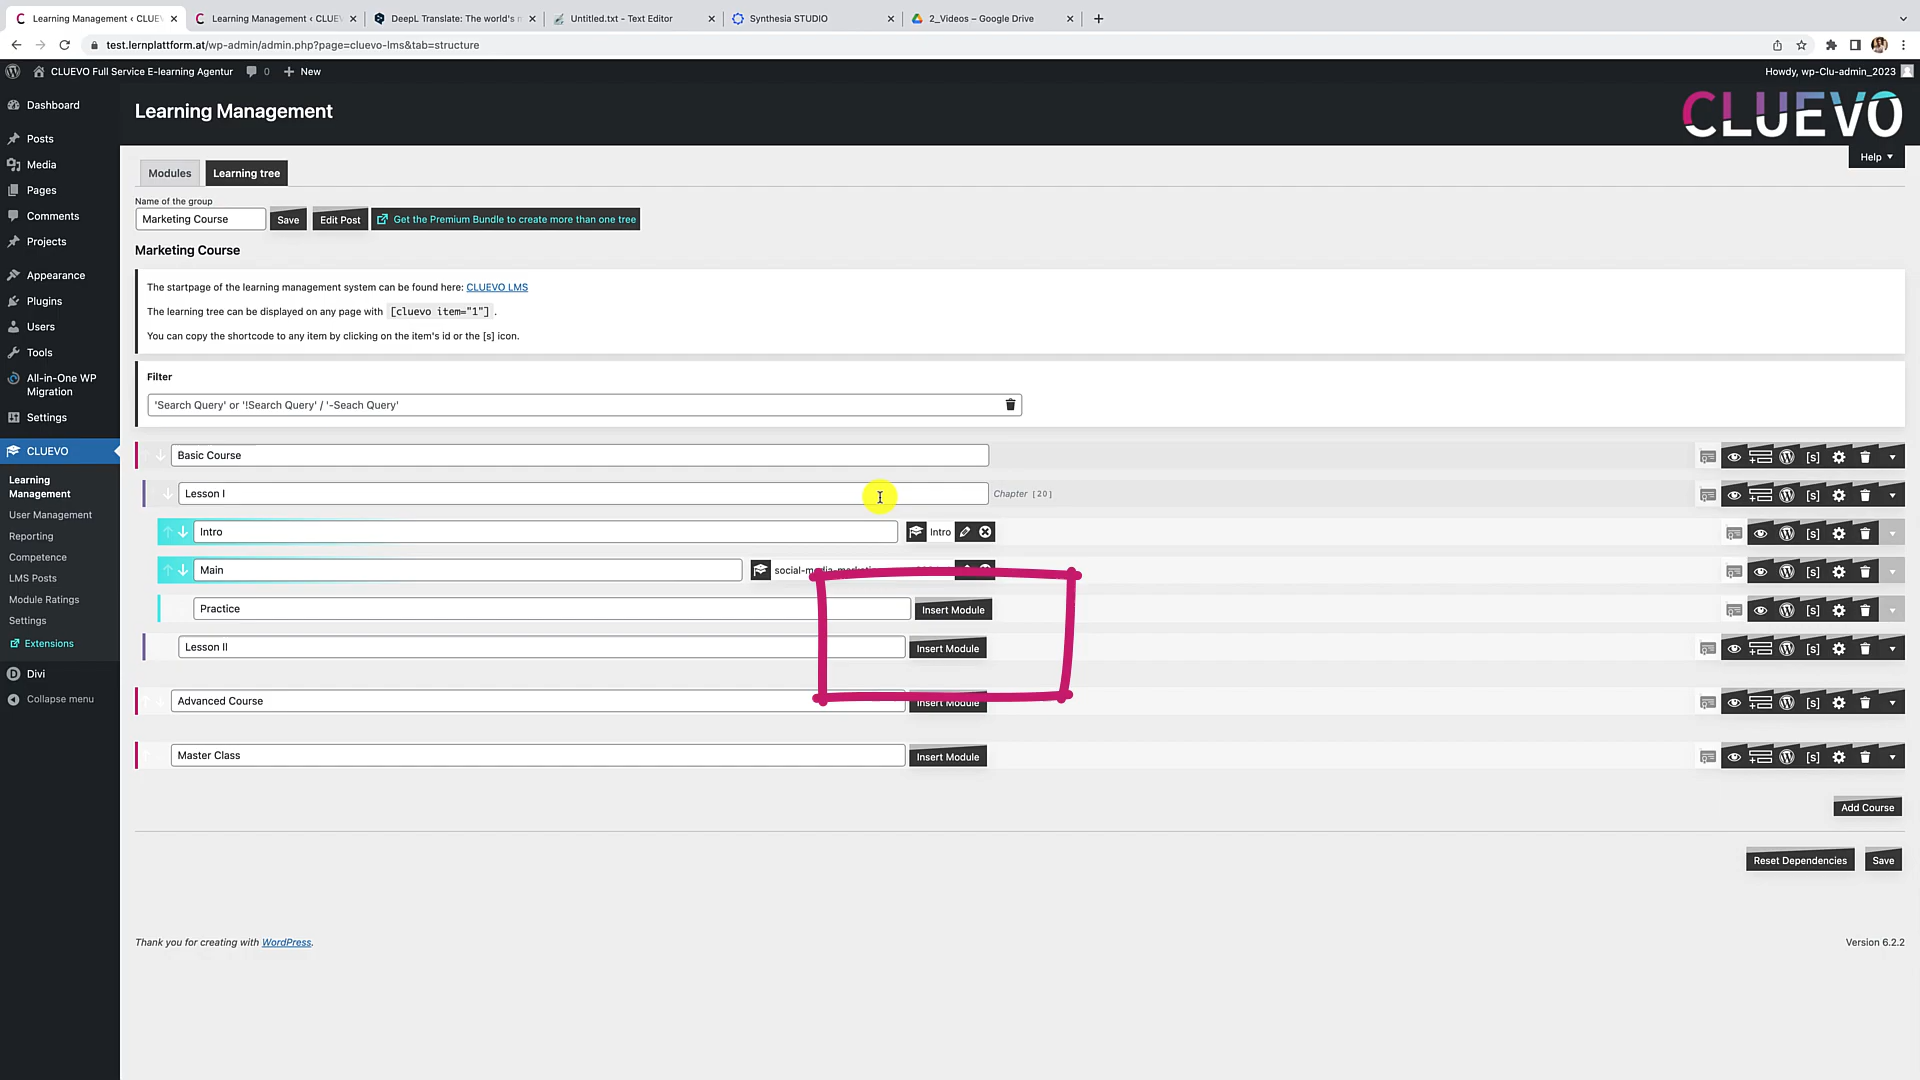 Learning Management ‹ CLUEV
Learning Management ‹ CLUEV
DeepL Translate: The world's m
Untitled.txt - Text Editor
Synthesia STUDIO
2_Videos – Google Drive
test.lernplattform.at/wp-admin/admin.php?page=cluevo-lms&tab=structure
CLUEVO Full Service E-learning Agentur
0
New
Howdy, wp-Clu-admin_2023
Dashboard
Posts
Media
Pages
Comments
Projects
Appearance
Plugins
Users
Tools
All-in-One WP
Migration
Settings
CLUEVO
Learning
Management
User Management
Reporting
Competence
LMS Posts
Module Ratings
Settings
Extensions
Divi
Collapse menu
Learning Management
CLUEVO
Help
Modules
Learning tree
Name of the group
Marketing Course
Save
Edit Post
Get the Premium Bundle to create more than one tree
Marketing Course
The startpage of the learning management system can be found here: CLUEVO LMS
The learning tree can be displayed on any page with [cluevo item="1"] .
You can copy the shortcode to any item by clicking on the item's id or the [s] icon.
Filter
'Search Query' or '!Search Query' / '-Seach Query'
Basic Course
[s]
Lesson I
Chapter [20]
[s]
Intro
Intro
[s]
Main
[s]
Practice
Insert Module
[s]
Lesson II
Insert Module
[s]
Advanced Course
Insert Module
[s]
Master Class
Insert Module
[s]
Add Course
Reset Dependencies
Save
Thank you for creating with WordPress.
Version 6.2.2